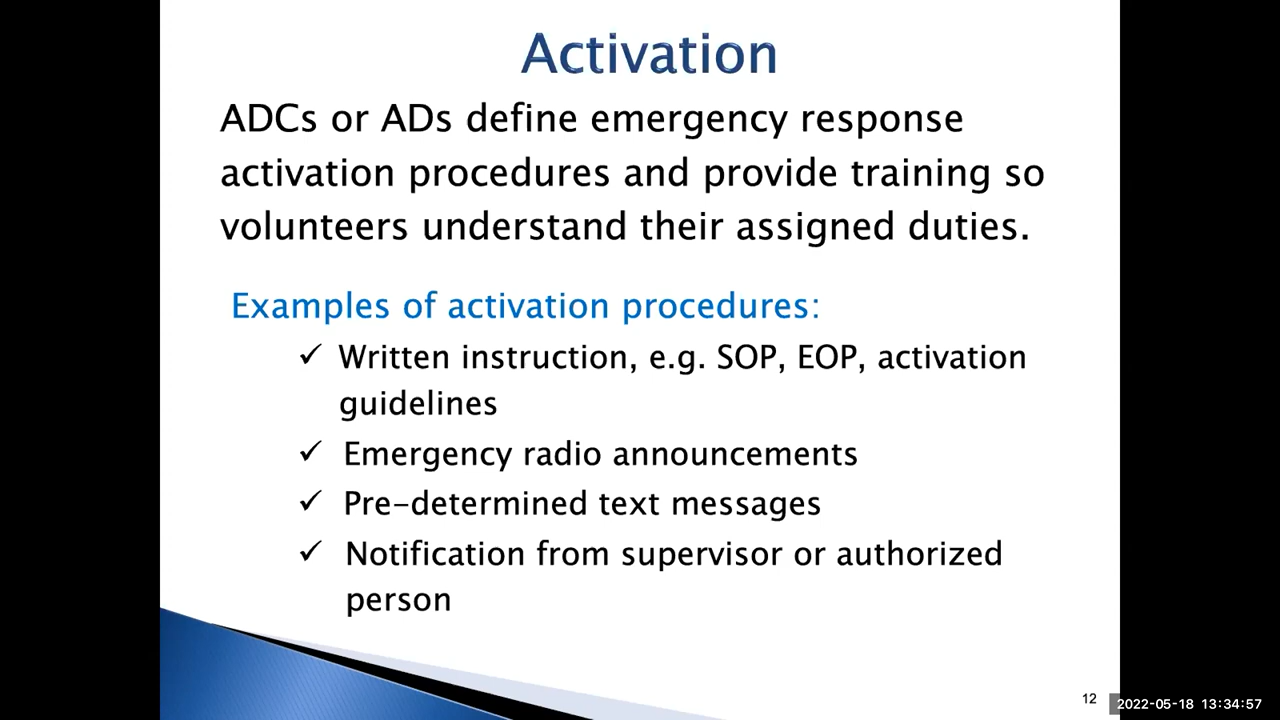 Activation
ADCs or ADs define emergency response
activation procedures and provide training so
volunteers understand their assigned duties.
Examples of activation procedures:
✓ Written instruction, e.g. SOP, EOP, activation
guidelines
✓ Emergency radio announcements
✓ Pre-determined text messages
✓ Notification from supervisor or authorized
person
12
2022-05-18 13:34:57